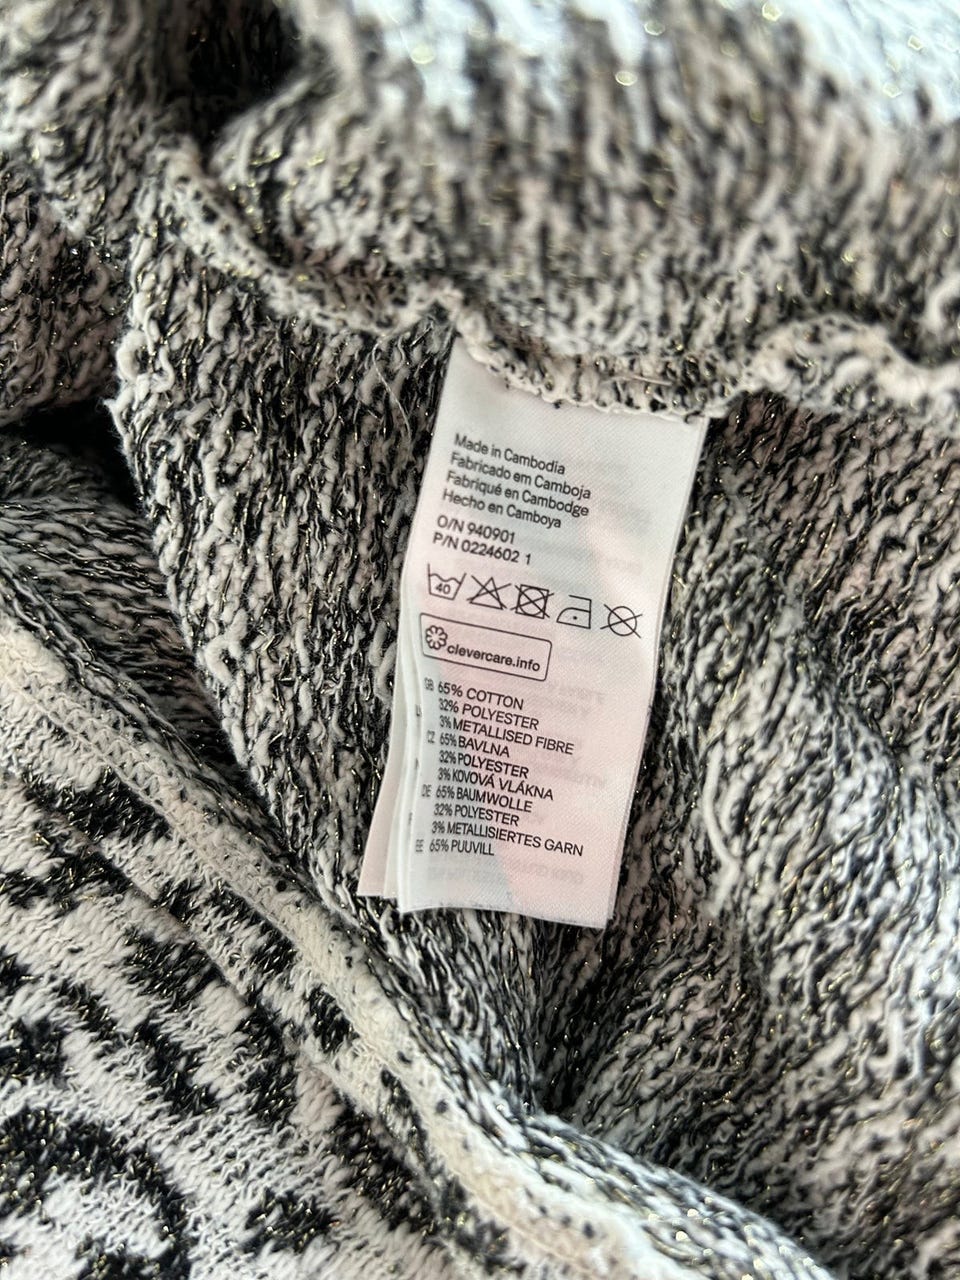 Made in Cambodia
Fabricado em Camboja
Fabriqué en Cambodge
Hecho en Camboya
O/N 940901
P/N 0224602 1
40
clevercare.info
GB 65% COTTON
32% POLYESTER
3% METALLISED FIBRE
CZ 65% BAVLNA
32% POLYESTER
3% KOVOVÁ VLÁKNA
DE 65% BAUMWOLLE
32% POLYESTER
3% METALLISIERTES GARN
EE 65% PUUVILL